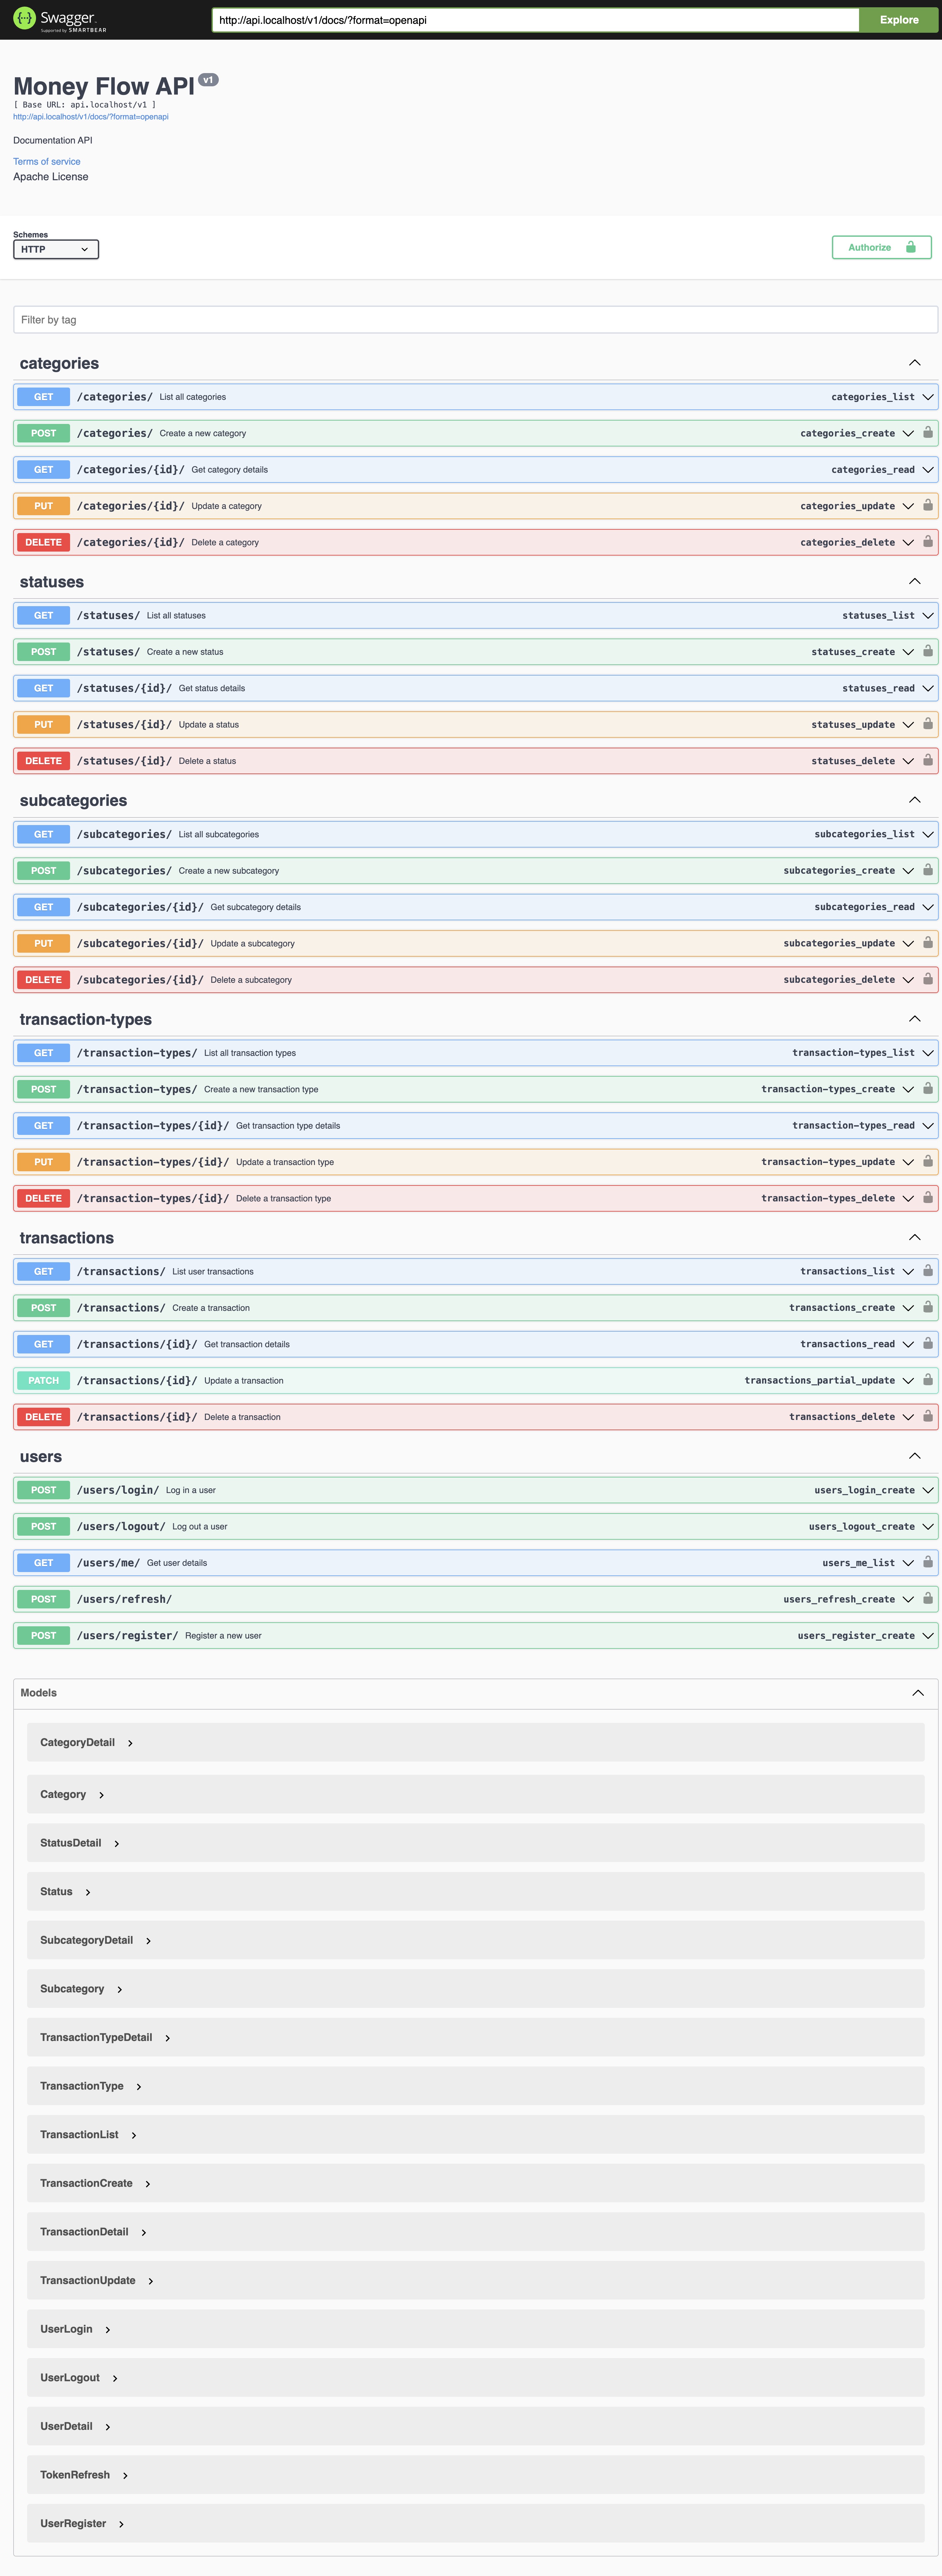 Swagger
Supported by SMARTBEAR
http://api.localhost/v1/docs/?format=openapi
Explore
Money Flow API v1
[ Base URL: api.localhost/v1 ]
http://api.localhost/v1/docs/?format=openapi
Documentation API
Terms of service
Apache License
Schemes
HTTP
Authorize
Filter by tag
categories
GET /categories/ List all categories categories_list
POST /categories/ Create a new category categories_create
GET /categories/{id}/ Get category details categories_read
PUT /categories/{id}/ Update a category categories_update
DELETE /categories/{id}/ Delete a category categories_delete
statuses
GET /statuses/ List all statuses statuses_list
POST /statuses/ Create a new status statuses_create
GET /statuses/{id}/ Get status details statuses_read
PUT /statuses/{id}/ Update a status statuses_update
DELETE /statuses/{id}/ Delete a status statuses_delete
subcategories
GET /subcategories/ List all subcategories subcategories_list
POST /subcategories/ Create a new subcategory subcategories_create
GET /subcategories/{id}/ Get subcategory details subcategories_read
PUT /subcategories/{id}/ Update a subcategory subcategories_update
DELETE /subcategories/{id}/ Delete a subcategory subcategories_delete
transaction-types
GET /transaction-types/ List all transaction types transaction-types_list
POST /transaction-types/ Create a new transaction type transaction-types_create
GET /transaction-types/{id}/ Get transaction type details transaction-types_read
PUT /transaction-types/{id}/ Update a transaction type transaction-types_update
DELETE /transaction-types/{id}/ Delete a transaction type transaction-types_delete
transactions
GET /transactions/ List user transactions transactions_list
POST /transactions/ Create a transaction transactions_create
GET /transactions/{id}/ Get transaction details transactions_read
PATCH /transactions/{id}/ Update a transaction transactions_partial_update
DELETE /transactions/{id}/ Delete a transaction transactions_delete
users
POST /users/login/ Log in a user users_login_create
POST /users/logout/ Log out a user users_logout_create
GET /users/me/ Get user details users_me_list
POST /users/refresh/ users_refresh_create
POST /users/register/ Register a new user users_register_create
Models
CategoryDetail
Category
StatusDetail
Status
SubcategoryDetail
Subcategory
TransactionTypeDetail
TransactionType
TransactionList
TransactionCreate
TransactionDetail
TransactionUpdate
UserLogin
UserLogout
UserDetail
TokenRefresh
UserRegister